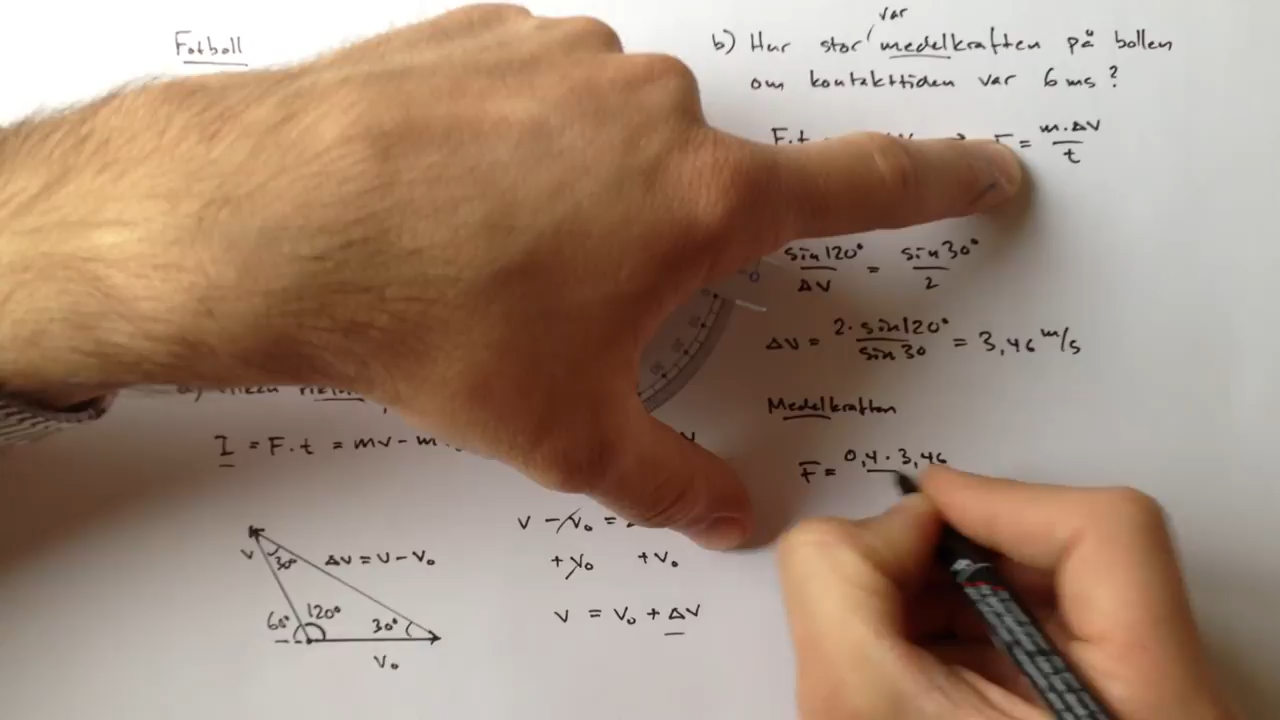 Fotboll
var
b) Hur stor medelkraften på bollen
om kontakttiden var 6 ms?
F·t = m·ΔV
t
sin120° = sin30°
ΔV 2
ΔV = 2·sin120° = 3,46 m/s
sin30
Medelkraften
F = 0,4·3,46
I = F·t = mv - m
V - V₀ =
+V₀ +V₀
V = V₀ + ΔV
V 30° ΔV = V - V₀
60° 120° 30°
V₀